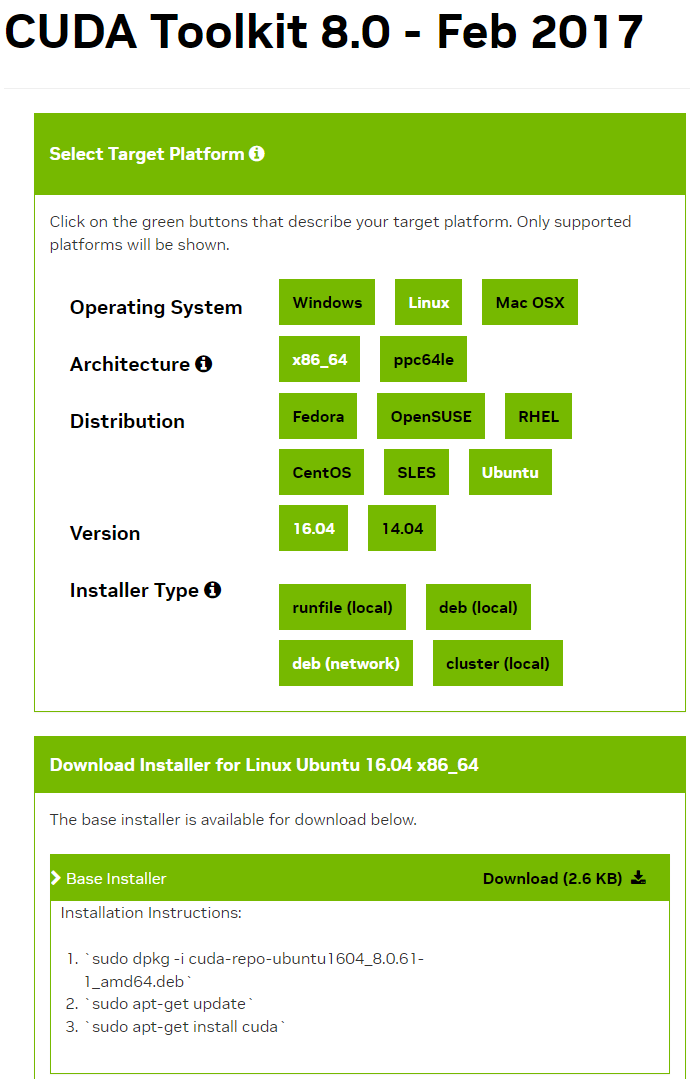 CUDA Toolkit 8.0 - Feb 2017
Select Target Platform
Click on the green buttons that describe your target platform. Only supported
platforms will be shown.
Operating System Windows Linux Mac OSX
Architecture x86_64 ppc64le
Distribution Fedora OpenSUSE RHEL
CentOS SLES Ubuntu
Version 16.04 14.04
Installer Type runfile (local) deb (local)
deb (network) cluster (local)
Download Installer for Linux Ubuntu 16.04 x86_64
The base installer is available for download below.
Base Installer Download (2.6 KB)
Installation Instructions:
1. `sudo dpkg -i cuda-repo-ubuntu1604_8.0.61-
1_amd64.deb`
2. `sudo apt-get update`
3. `sudo apt-get install cuda`